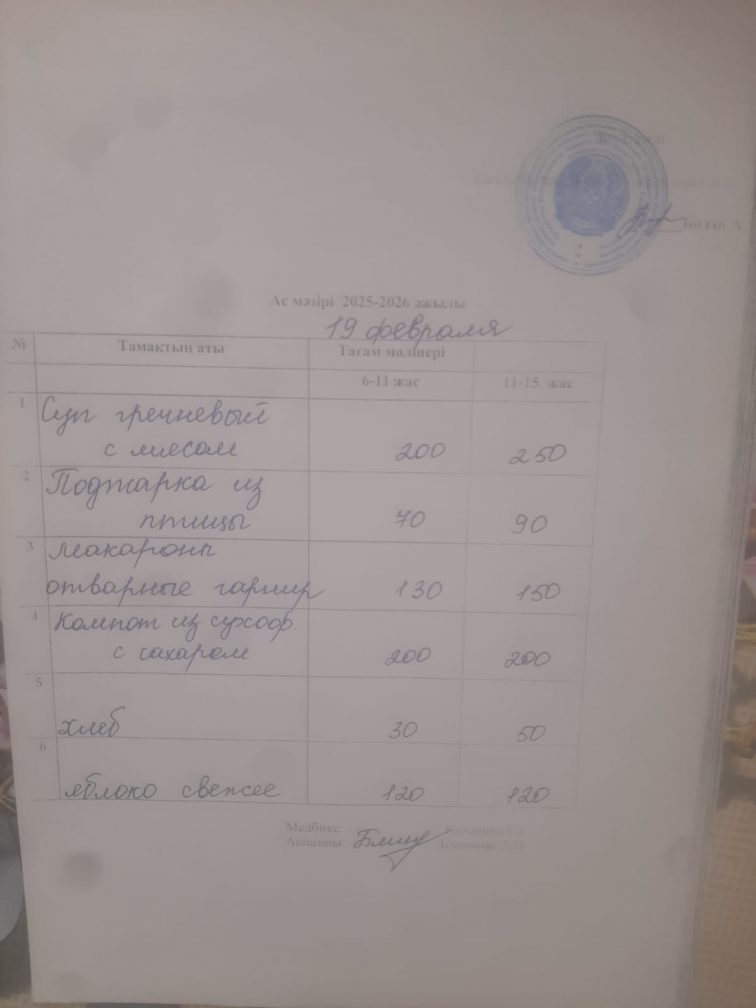 Ас мәзірі 2025-2026 жылы
19 февраля
№ Тамақтың аты Тағам мөлшері
6-11 жас 11-15 жас
1 Суп гречневый
с мясом 200 250
2 Поджарка из
птицы 70 90
3 макароны
отварные гарнир 130 150
4 Компот из сухофр.
с сахаром 200 200
5
хлеб 30 50
6
яблоко свежее 120 120
Медбике
Аспазшы